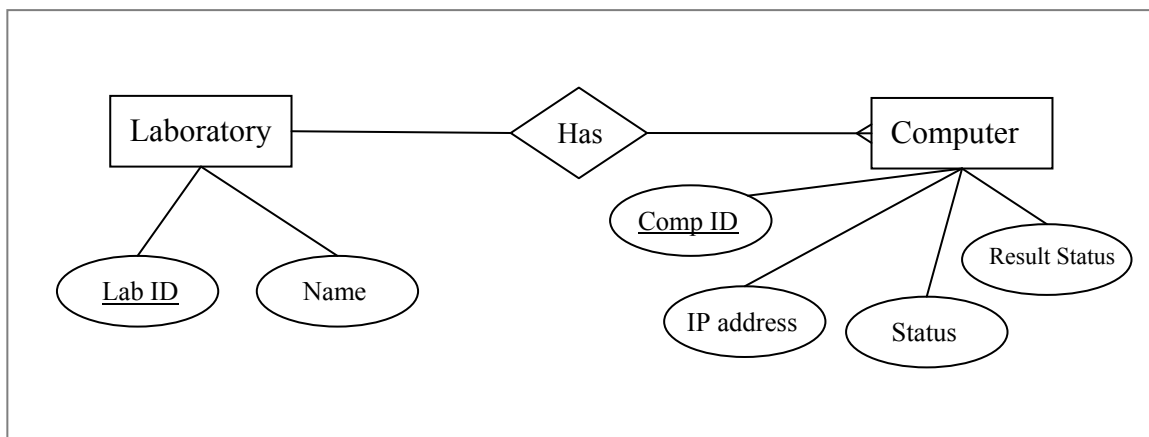 Laboratory
Has
Computer
Comp ID
Result Status
Lab ID
Name
IP address
Status